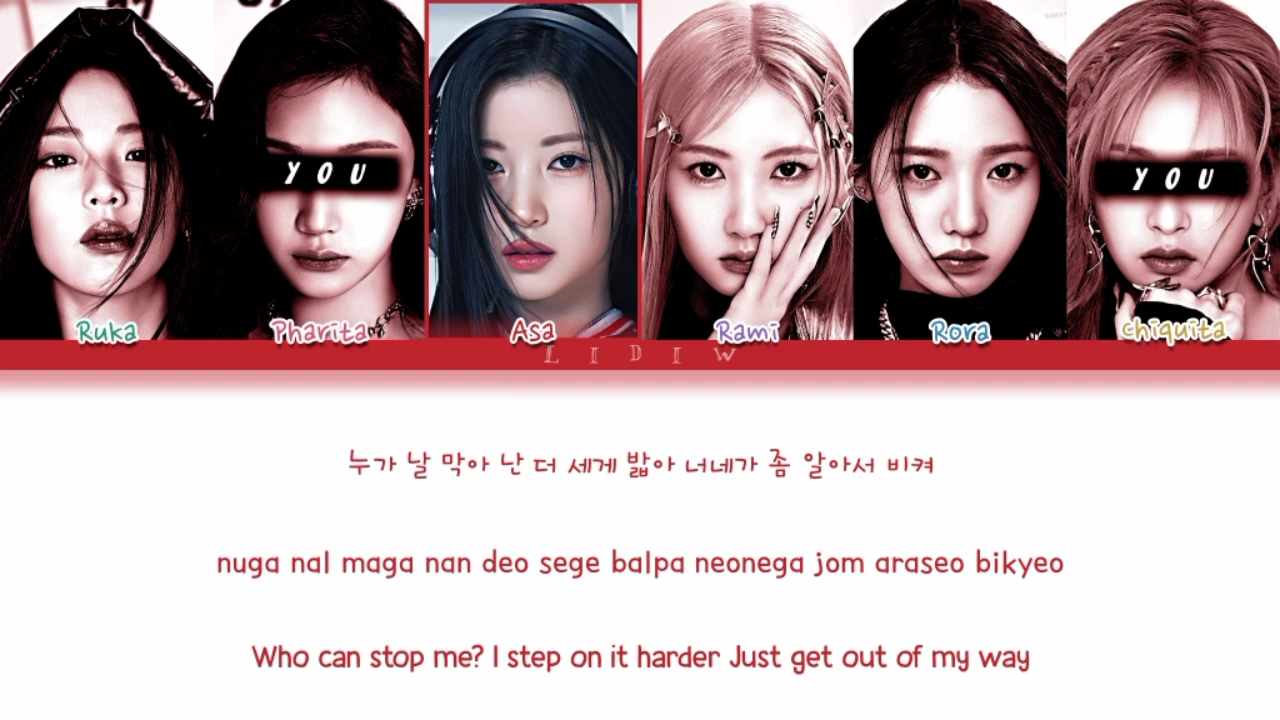 YOU
YOU
Ruka
Pharita
Asa
Rami
Rora
chiquita
LIDIW
누가 날 막아 난 더 세게 밟아 너네가 좀 알아서 비켜
nuga nal maga nan deo sege balpa neonega jom araseo bikyeo
Who can stop me? I step on it harder Just get out of my way